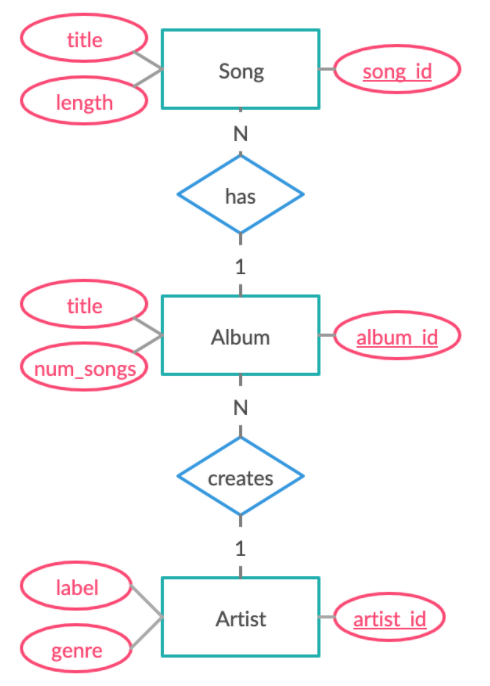 title
Song
song_id
length
N
has
1
title
Album
album_id
num_songs
N
creates
1
label
Artist
artist_id
genre